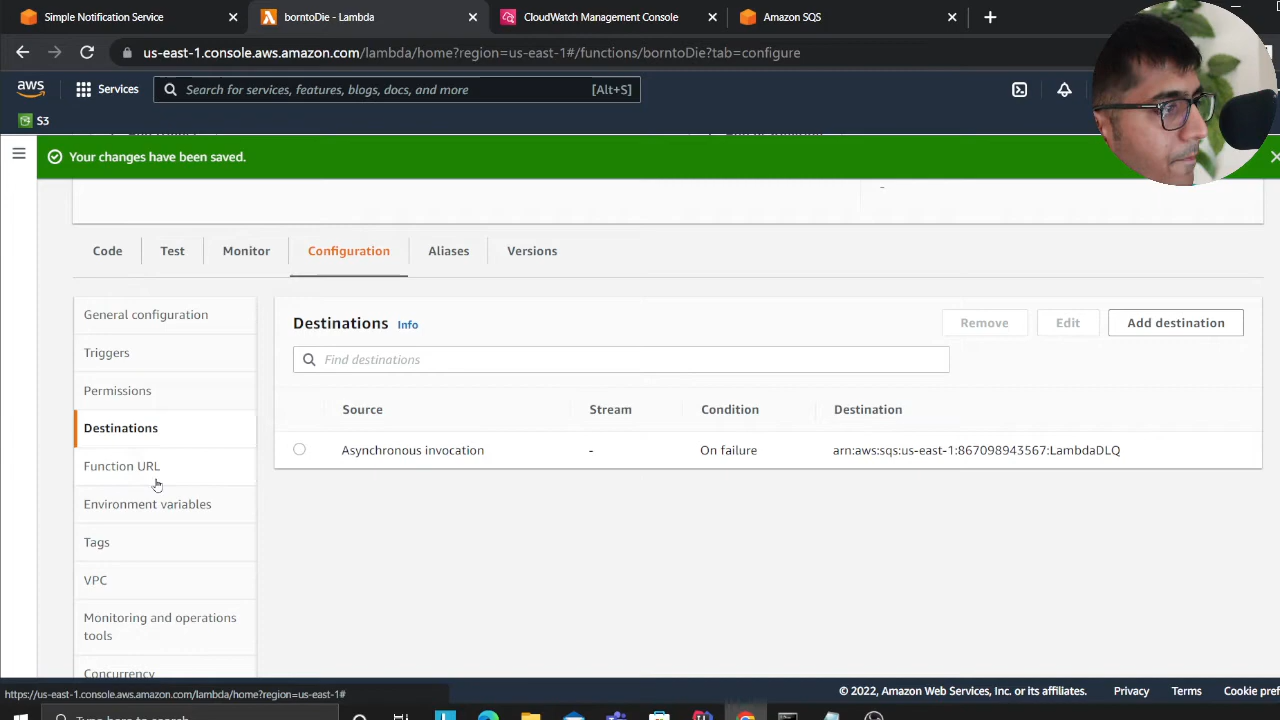 Simple Notification Service
borntoDie - Lambda
CloudWatch Management Console
Amazon SQS
us-east-1.console.aws.amazon.com/lambda/home?region=us-east-1#/functions/borntoDie?tab=configure
aws
Services
Search for services, features, blogs, docs, and more
[Alt+S]
S3
Your changes have been saved.
-
Code
Test
Monitor
Configuration
Aliases
Versions
General configuration
Triggers
Permissions
Destinations
Function URL
Environment variables
Tags
VPC
Monitoring and operations
tools
Concurrency
Destinations Info
Remove
Edit
Add destination
Find destinations
Source Stream Condition Destination
Asynchronous invocation - On failure arn:aws:sqs:us-east-1:867098943567:LambdaDLQ
https://us-east-1.console.aws.amazon.com/lambda/home?region=us-east-1#
© 2022, Amazon Web Services, Inc. or its affiliates.
Privacy
Terms
Cookie pref
Type here to search